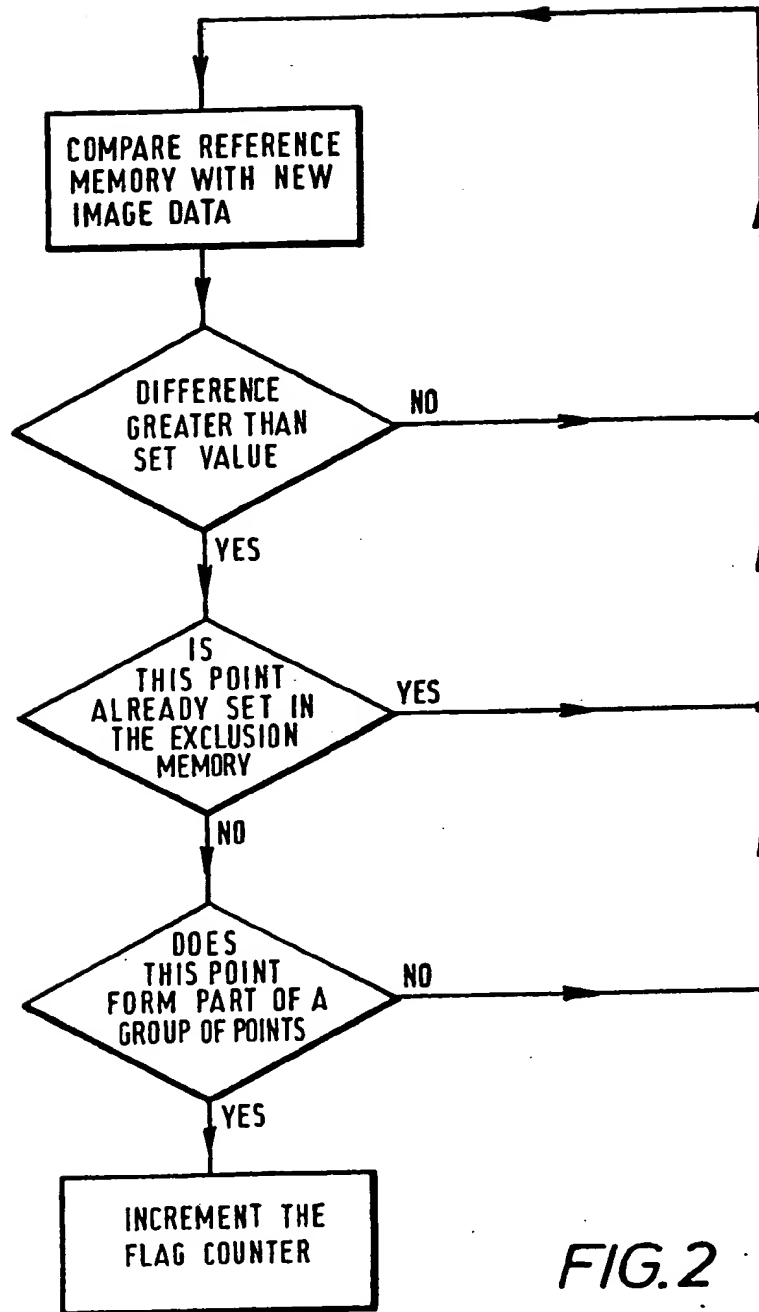 COMPARE REFERENCE
MEMORY WITH NEW
IMAGE DATA
DIFFERENCE
GREATER THAN
SET VALUE
NO
YES
IS
THIS POINT
ALREADY SET IN
THE EXCLUSION
MEMORY
YES
NO
DOES
THIS POINT
FORM PART OF A
GROUP OF POINTS
NO
YES
INCREMENT THE
FLAG COUNTER
FIG.2